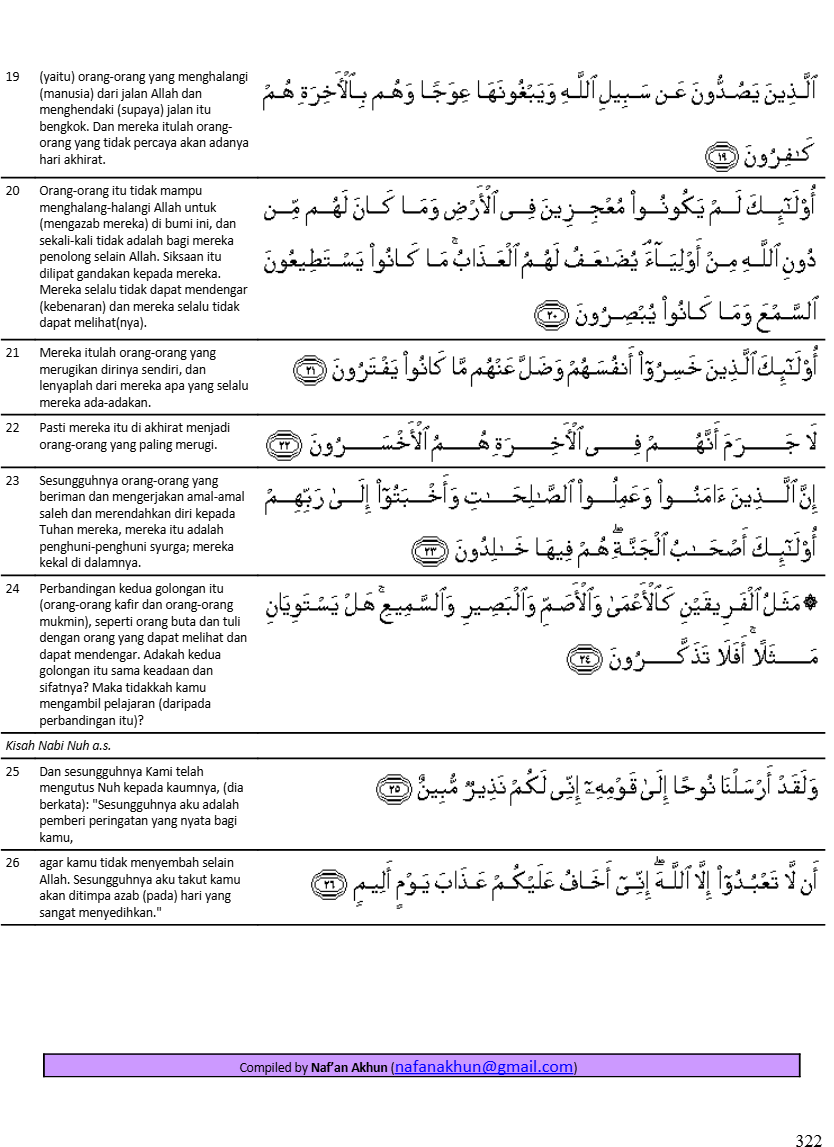 19 (yaitu) orang-orang yang menghalangi
(manusia) dari jalan Allah dan
menghendaki (supaya) jalan itu
bengkok. Dan mereka itulah orang-
orang yang tidak percaya akan adanya
hari akhirat.
ٱلَّذِينَ يَصُدُّونَ عَن سَبِيلِ ٱللَّهِ وَيَبْغُونَهَا عِوَجًا وَهُم بِٱلْأَخِرَةِ هُمْ
كَـٰفِرُونَ ١٩
20 Orang-orang itu tidak mampu
menghalang-halangi Allah untuk
(mengazab mereka) di bumi ini, dan
sekali-kali tidak adalah bagi mereka
penolong selain Allah. Siksaan itu
dilipat gandakan kepada mereka.
Mereka selalu tidak dapat mendengar
(kebenaran) dan mereka selalu tidak
dapat melihat(nya).
أُوْلَـٰٓئِكَ لَمْ يَكُونُواْ مُعْجِزِينَ فِى ٱلْأَرْضِ وَمَا كَانَ لَهُم مِّن
دُونِ ٱللَّهِ مِنْ أَوْلِيَآءَ ۘ يُضَـٰعَفُ لَهُمُ ٱلْعَذَابُ ۚ مَا كَانُواْ يَسْتَطِيعُونَ
ٱلسَّمْعَ وَمَا كَانُواْ يُبْصِرُونَ ٢٠
21 Mereka itulah orang-orang yang
merugikan dirinya sendiri, dan
lenyaplah dari mereka apa yang selalu
mereka ada-adakan.
أُوْلَـٰٓئِكَ ٱلَّذِينَ خَسِرُوٓاْ أَنفُسَهُمْ وَضَلَّ عَنْهُم مَّا كَانُواْ يَفْتَرُونَ ٢١
22 Pasti mereka itu di akhirat menjadi
orang-orang yang paling merugi.
لَا جَرَمَ أَنَّهُمْ فِى ٱلْأَخِرَةِ هُمُ ٱلْأَخْسَرُونَ ٢٢
23 Sesungguhnya orang-orang yang
beriman dan mengerjakan amal-amal
saleh dan merendahkan diri kepada
Tuhan mereka, mereka itu adalah
penghuni-penghuni syurga; mereka
kekal di dalamnya.
إِنَّ ٱلَّذِينَ ءَامَنُواْ وَعَمِلُواْ ٱلصَّـٰلِحَـٰتِ وَأَخْبَتُوٓاْ إِلَىٰ رَبِّهِمْ
أُوْلَـٰٓئِكَ أَصْحَـٰبُ ٱلْجَنَّةِ ۖ هُمْ فِيهَا خَـٰلِدُونَ ٢٣
24 Perbandingan kedua golongan itu
(orang-orang kafir dan orang-orang
mukmin), seperti orang buta dan tuli
dengan orang yang dapat melihat dan
dapat mendengar. Adakah kedua
golongan itu sama keadaan dan
sifatnya? Maka tidakkah kamu
mengambil pelajaran (daripada
perbandingan itu)?
۞ مَثَلُ ٱلْفَرِيقَيْنِ كَٱلْأَعْمَىٰ وَٱلْأَصَمِّ وَٱلْبَصِيرِ وَٱلسَّمِيعِ ۚ هَلْ يَسْتَوِيَانِ
مَثَلًا ۚ أَفَلَا تَذَكَّرُونَ ٢٤
Kisah Nabi Nuh a.s.
25 Dan sesungguhnya Kami telah
mengutus Nuh kepada kaumnya, (dia
berkata): "Sesungguhnya aku adalah
pemberi peringatan yang nyata bagi
kamu,
وَلَقَدْ أَرْسَلْنَا نُوحًا إِلَىٰ قَوْمِهِۦٓ إِنِّى لَكُمْ نَذِيرٌ مُّبِينٌ ٢٥
26 agar kamu tidak menyembah selain
Allah. Sesungguhnya aku takut kamu
akan ditimpa azab (pada) hari yang
sangat menyedihkan."
أَن لَّا تَعْبُدُوٓاْ إِلَّا ٱللَّهَ ۖ إِنِّىٓ أَخَافُ عَلَيْكُمْ عَذَابَ يَوْمٍ أَلِيمٍ ٢٦
Compiled by Naf’an Akhun (nafanakhun@gmail.com)
322